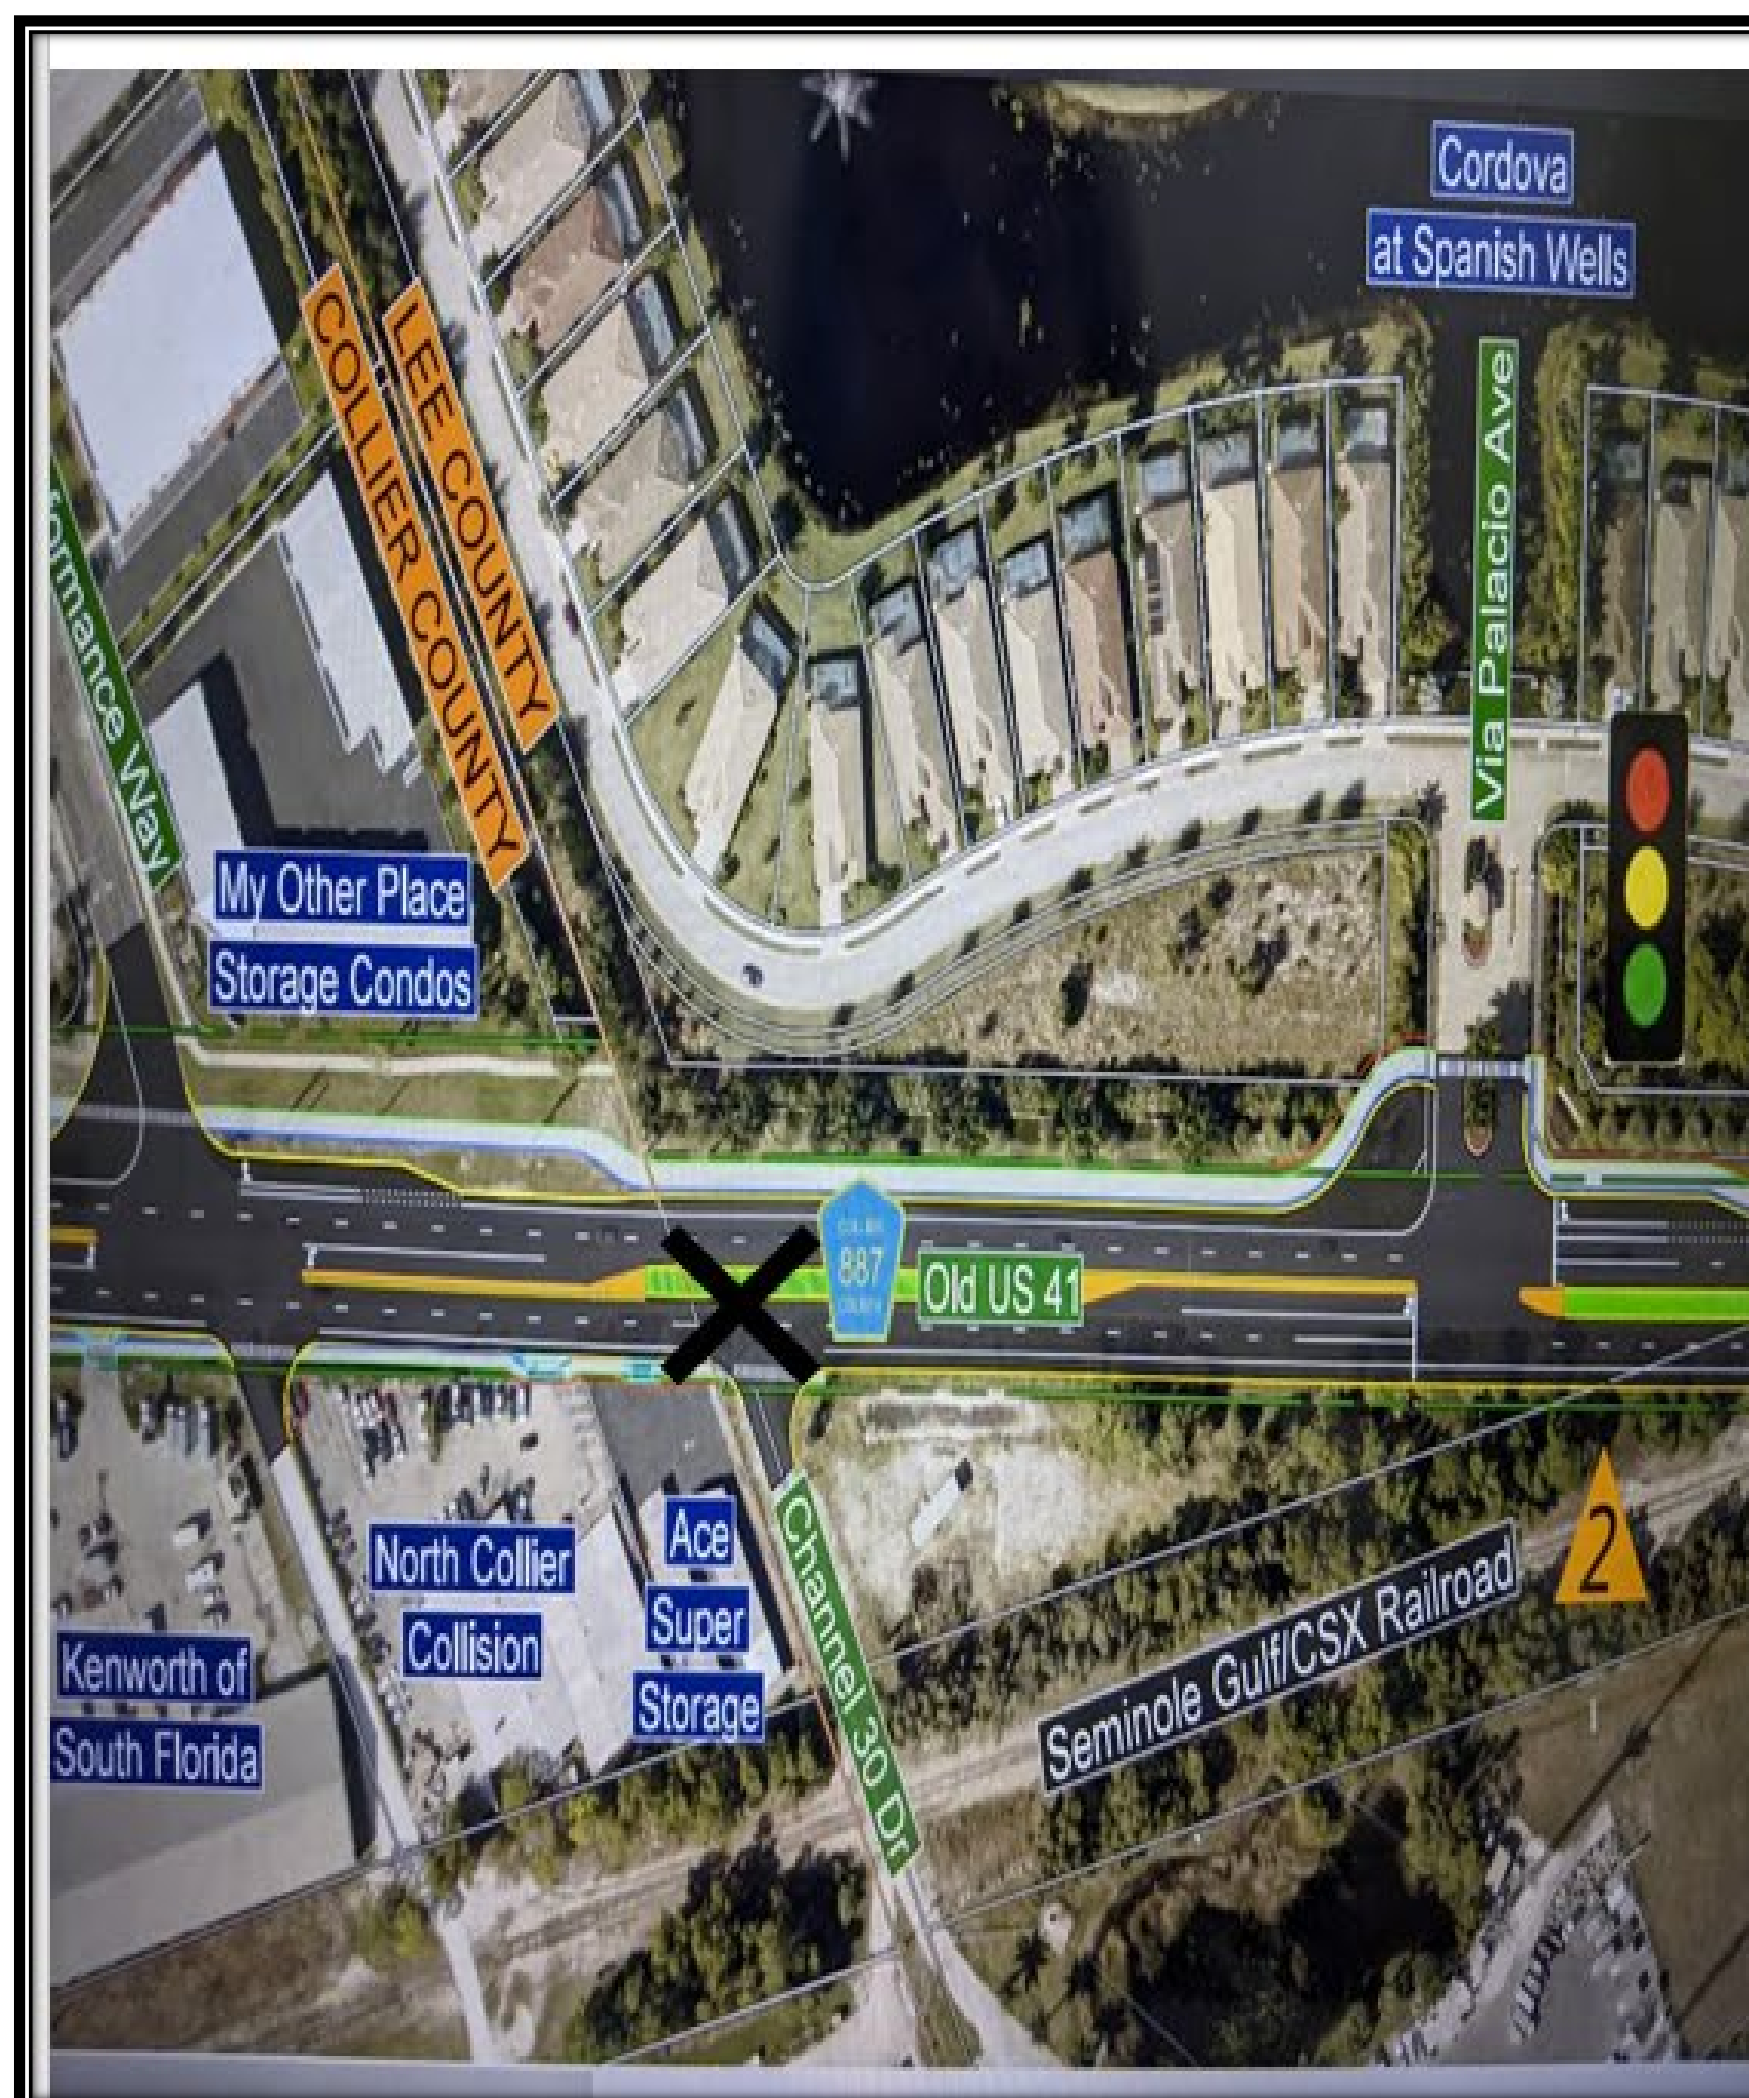 Cordova
at Spanish Wells
LEE COUNTY
COLLIER COUNTY
Via Palacio Ave
ormance Way
My Other Place
Storage Condos
887
Old US 41
Channel 30 Dr
North Collier
Collision
Ace
Super
Storage
Kenworth of
South Florida
Seminole Gulf/CSX Railroad
2